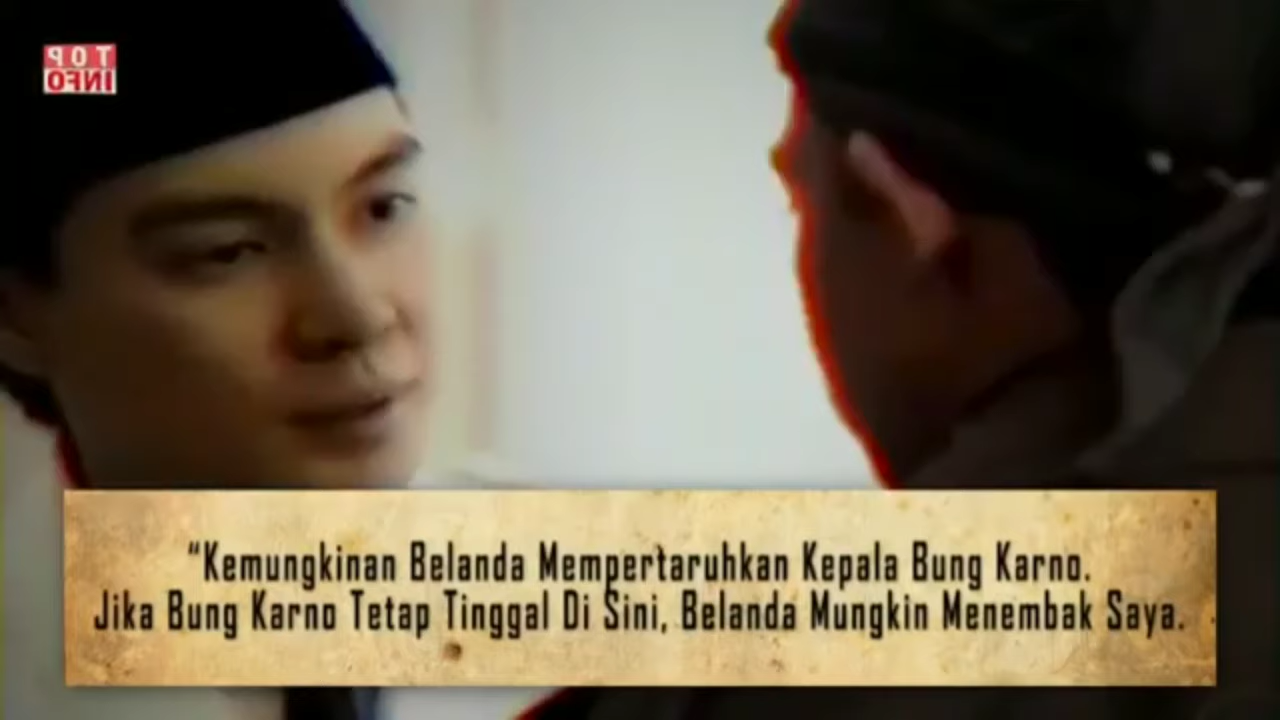 TOP
INFO
“Kemungkinan Belanda Mempertaruhkan Kepala Bung Karno.
Jika Bung Karno Tetap Tinggal Di Sini, Belanda Mungkin Menembak Saya.